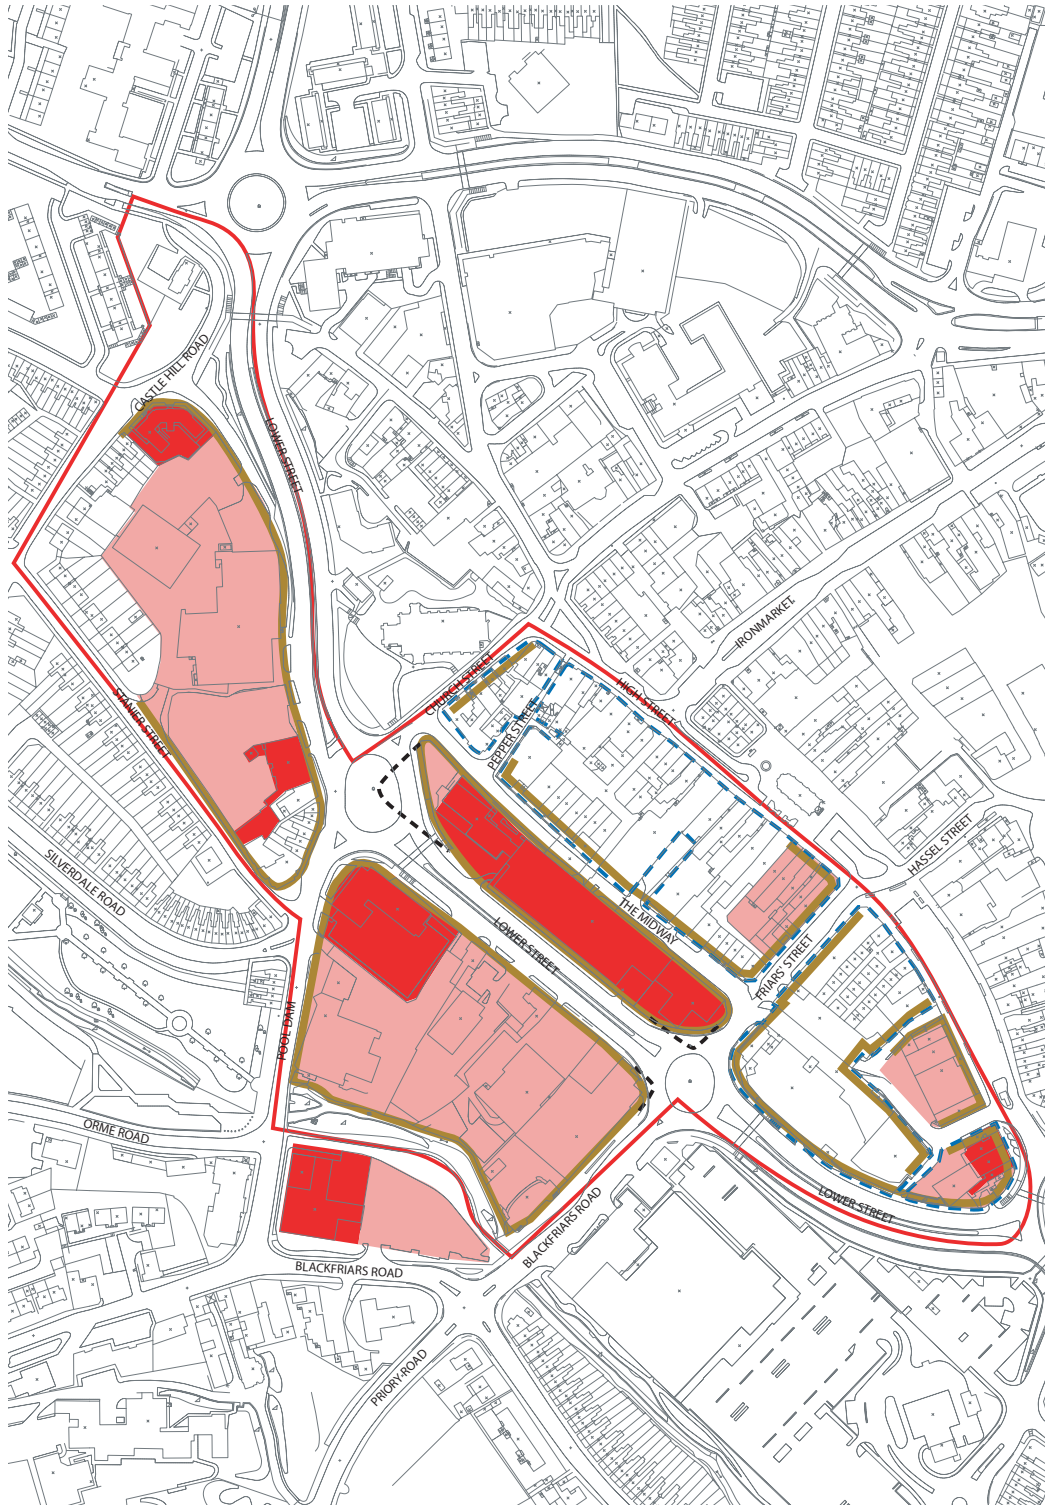 CASTLE HILL ROAD
LOWER STREET
IRONMARKET
CHURCH STREET
HIGH STREET
STANIER STREET
PEPPER STREET
HASSEL STREET
SILVERDALE ROAD
THE MIDWAY
LOWER STREET
FRIARS STREET
POOL DAM
ORME ROAD
LOWER STREET
BLACKFRIARS ROAD
BLACKFRIARS ROAD
PRIORY ROAD